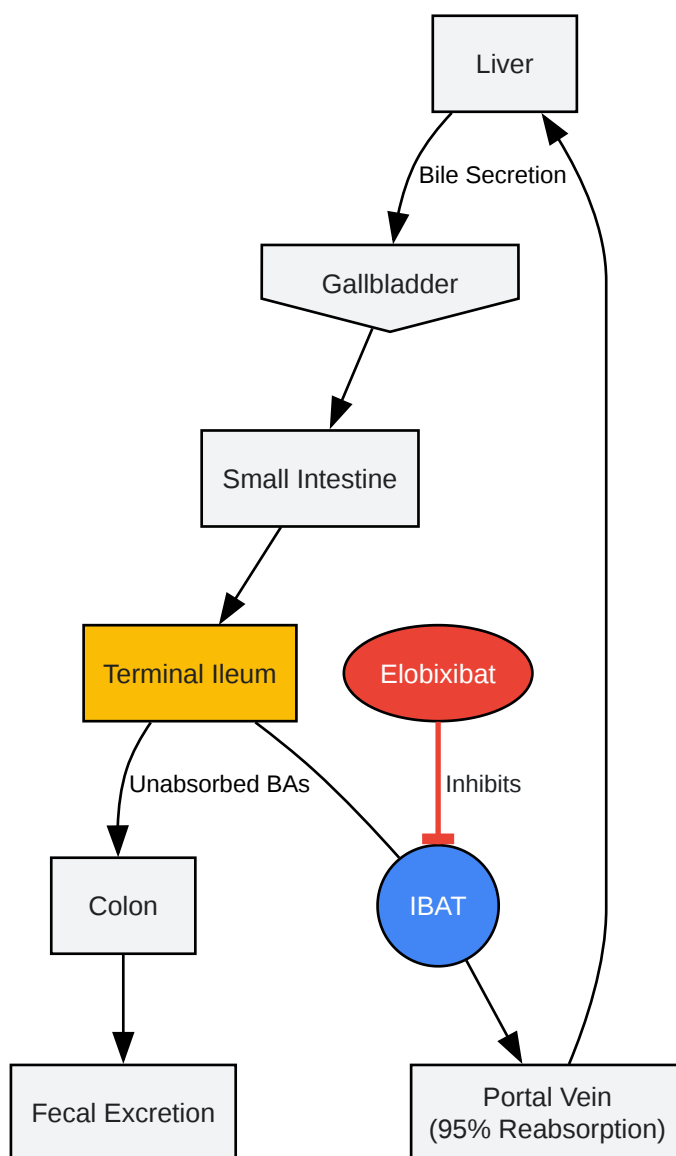 Liver
Bile Secretion
Gallbladder
Small Intestine
Terminal Ileum
Elobixibat
Unabsorbed BAs
Inhibits
Colon
IBAT
Fecal Excretion
Portal Vein
(95% Reabsorption)